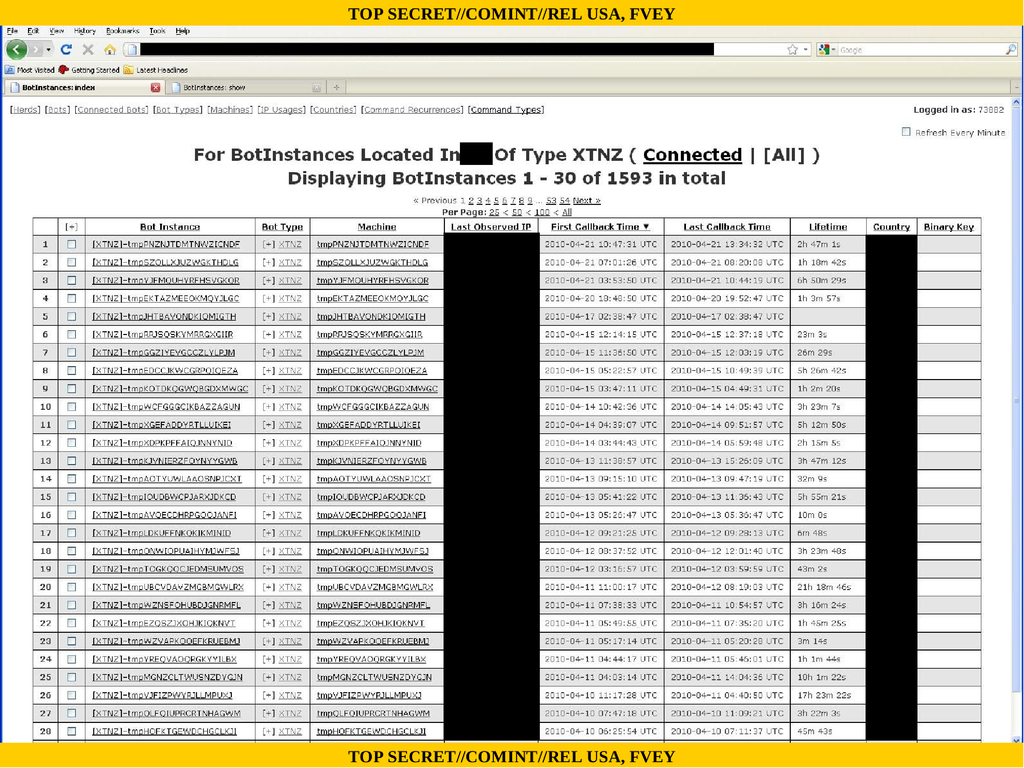 TOP SECRET//COMINT//REL USA, FVEY
File Edit View History Bookmarks Tools Help
Google
Most Visited Getting Started Latest Headlines
BotInstances: index BotInstances: show
[Herds] [Bots] [Connected Bots] [Bot Types] [Machines] [IP Usages] [Countries] [Command Recurrences] [Command Types] Logged in as: 73882
Refresh Every Minute
For BotInstances Located In Of Type XTNZ ( Connected | [All] )
Displaying BotInstances 1 - 30 of 1593 in total
« Previous 1 2 3 4 5 6 7 8 9 ... 53 54 Next »
Per Page: 25 < 50 < 100 < All
[+] Bot Instance Bot Type Machine Last Observed IP First Callback Time ▼ Last Callback Time Lifetime Country Binary Key
1 [XTNZ]-tmpPNZNJTDMTNWZICNDF [+] XTNZ tmpPNZNJTDMTNWZICNDF 2010-04-21 10:47:31 UTC 2010-04-21 13:34:32 UTC 2h 47m 1s
2 [XTNZ]-tmpSZOLLXJUZWGKTHDLG [+] XTNZ tmpSZOLLXJUZWGKTHDLG 2010-04-21 07:01:26 UTC 2010-04-21 08:20:08 UTC 1h 18m 42s
3 [XTNZ]-tmpYJFMOUHYRFHSVGKQR [+] XTNZ tmpYJFMOUHYRFHSVGKQR 2010-04-21 03:53:50 UTC 2010-04-21 10:44:19 UTC 6h 50m 29s
4 [XTNZ]-tmpEKTAZMEEOKMQYJLGC [+] XTNZ tmpEKTAZMEEOKMQYJLGC 2010-04-20 18:48:50 UTC 2010-04-20 19:52:47 UTC 1h 3m 57s
5 [XTNZ]-tmpJHTBAVONDKIQMIGTH [+] XTNZ tmpJHTBAVONDKIQMIGTH 2010-04-17 02:38:47 UTC 2010-04-17 02:38:47 UTC
6 [XTNZ]-tmpRRJSQSKYMRRGXGIIR [+] XTNZ tmpRRJSQSKYMRRGXGIIR 2010-04-15 12:14:15 UTC 2010-04-15 12:37:18 UTC 23m 3s
7 [XTNZ]-tmpGGZIYEVGCCZLYLPJM [+] XTNZ tmpGGZIYEVGCCZLYLPJM 2010-04-15 11:36:50 UTC 2010-04-15 12:03:19 UTC 26m 29s
8 [XTNZ]-tmpEDCCJKWCGRPOIQEZA [+] XTNZ tmpEDCCJKWCGRPOIQEZA 2010-04-15 05:22:57 UTC 2010-04-15 10:49:39 UTC 5h 26m 42s
9 [XTNZ]-tmpKOTDKQGWQBGDXMWGC [+] XTNZ tmpKOTDKQGWQBGDXMWGC 2010-04-15 03:47:11 UTC 2010-04-15 04:49:31 UTC 1h 2m 20s
10 [XTNZ]-tmpWCFGGGCIKBAZZAGUN [+] XTNZ tmpWCFGGGCIKBAZZAGUN 2010-04-14 10:42:36 UTC 2010-04-14 14:05:43 UTC 3h 23m 7s
11 [XTNZ]-tmpXGEFADDYRTLLUIKEI [+] XTNZ tmpXGEFADDYRTLLUIKEI 2010-04-14 04:39:07 UTC 2010-04-14 09:51:57 UTC 5h 12m 50s
12 [XTNZ]-tmpXDPKPFFAIQJNNYNID [+] XTNZ tmpXDPKPFFAIQJNNYNID 2010-04-14 03:44:43 UTC 2010-04-14 05:59:48 UTC 2h 15m 5s
13 [XTNZ]-tmpKJVNIERZFOYNYYGWB [+] XTNZ tmpKJVNIERZFOYNYYGWB 2010-04-13 11:38:57 UTC 2010-04-13 15:26:09 UTC 3h 47m 12s
14 [XTNZ]-tmpAOTYUWLAAOSNPJCXT [+] XTNZ tmpAOTYUWLAAOSNPJCXT 2010-04-13 09:15:10 UTC 2010-04-13 09:47:19 UTC 32m 9s
15 [XTNZ]-tmpIOUDBWCPJARXJDKCD [+] XTNZ tmpIOUDBWCPJARXJDKCD 2010-04-13 05:41:22 UTC 2010-04-13 11:36:43 UTC 5h 55m 21s
16 [XTNZ]-tmpAVOECDHRPGOOJANFI [+] XTNZ tmpAVOECDHRPGOOJANFI 2010-04-13 05:26:47 UTC 2010-04-13 05:36:47 UTC 10m 0s
17 [XTNZ]-tmpLDKUFFNKQKIKMINID [+] XTNZ tmpLDKUFFNKQKIKMINID 2010-04-12 09:21:25 UTC 2010-04-12 09:28:13 UTC 6m 48s
18 [XTNZ]-tmpQNWIOPUAIHYMJWFSJ [+] XTNZ tmpQNWIOPUAIHYMJWFSJ 2010-04-12 08:37:52 UTC 2010-04-12 12:01:40 UTC 3h 23m 48s
19 [XTNZ]-tmpTOGKQQCJEDMSUMVOS [+] XTNZ tmpTOGKQQCJEDMSUMVOS 2010-04-12 03:16:57 UTC 2010-04-12 03:59:59 UTC 43m 2s
20 [XTNZ]-tmpUBCVDAVZMGBMGWLRX [+] XTNZ tmpUBCVDAVZMGBMGWLRX 2010-04-11 11:00:17 UTC 2010-04-12 08:19:03 UTC 21h 18m 46s
21 [XTNZ]-tmpWZNSFOHUBDJGNRMFL [+] XTNZ tmpWZNSFOHUBDJGNRMFL 2010-04-11 07:38:33 UTC 2010-04-11 10:54:57 UTC 3h 16m 24s
22 [XTNZ]-tmpEZQSZJXOHJKIQKNVT [+] XTNZ tmpEZQSZJXOHJKIQKNVT 2010-04-11 05:49:55 UTC 2010-04-11 07:35:20 UTC 1h 45m 25s
23 [XTNZ]-tmpWZVAPKOOEFKRUEBMJ [+] XTNZ tmpWZVAPKOOEFKRUEBMJ 2010-04-11 05:17:14 UTC 2010-04-11 05:20:28 UTC 3m 14s
24 [XTNZ]-tmpYREQVAOQRGKYYILBX [+] XTNZ tmpYREQVAOQRGKYYILBX 2010-04-11 04:44:17 UTC 2010-04-11 05:46:01 UTC 1h 1m 44s
25 [XTNZ]-tmpMGNZCLTWUSNZDYGJN [+] XTNZ tmpMGNZCLTWUSNZDYGJN 2010-04-11 04:03:14 UTC 2010-04-11 14:04:36 UTC 10h 1m 22s
26 [XTNZ]-tmpVJFIZPWYPJLLMPUXJ [+] XTNZ tmpVJFIZPWYPJLLMPUXJ 2010-04-10 11:17:28 UTC 2010-04-11 04:40:50 UTC 17h 23m 22s
27 [XTNZ]-tmpOLFQIUPRCRTNHAGWM [+] XTNZ tmpOLFQIUPRCRTNHAGWM 2010-04-10 07:47:18 UTC 2010-04-10 11:09:21 UTC 3h 22m 3s
28 [XTNZ]-tmpHOFKTGEWDCHGCLKJI [+] XTNZ tmpHOFKTGEWDCHGCLKJI 2010-04-10 06:25:54 UTC 2010-04-10 07:11:37 UTC 45m 43s
TOP SECRET//COMINT//REL USA, FVEY